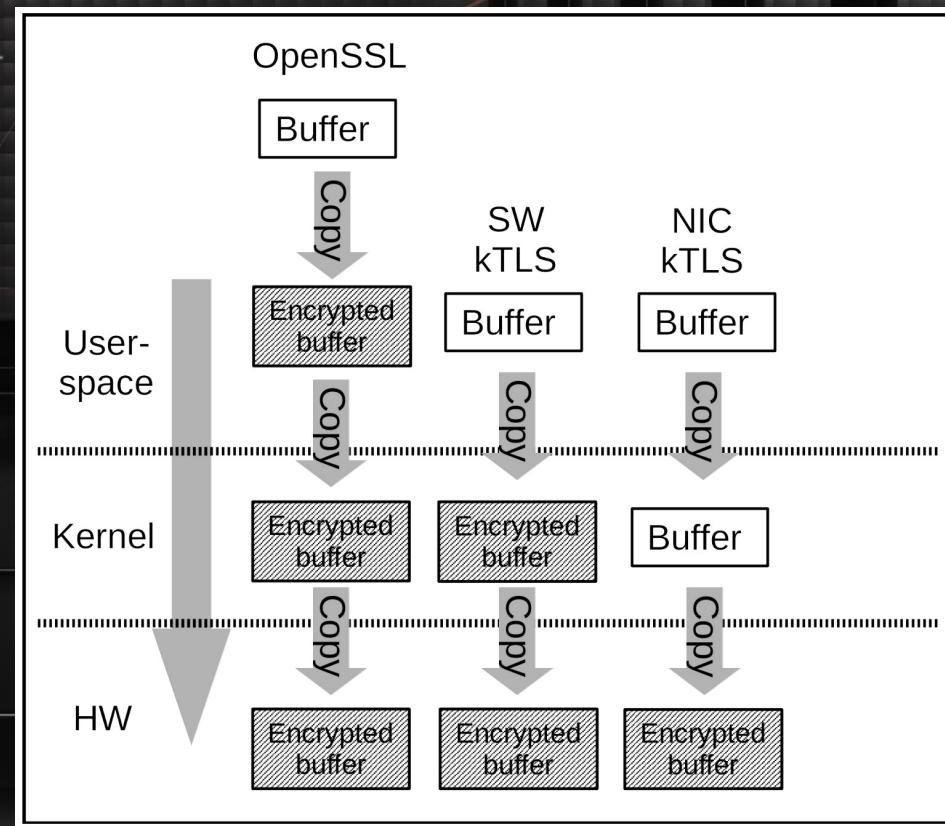 OpenSSL
Buffer
Copy
SW
kTLS
NIC
kTLS
Encrypted
buffer
Buffer
Buffer
User-
space
Copy
Copy
Copy
Kernel
Encrypted
buffer
Encrypted
buffer
Buffer
Copy
Copy
Copy
HW
Encrypted
buffer
Encrypted
buffer
Encrypted
buffer